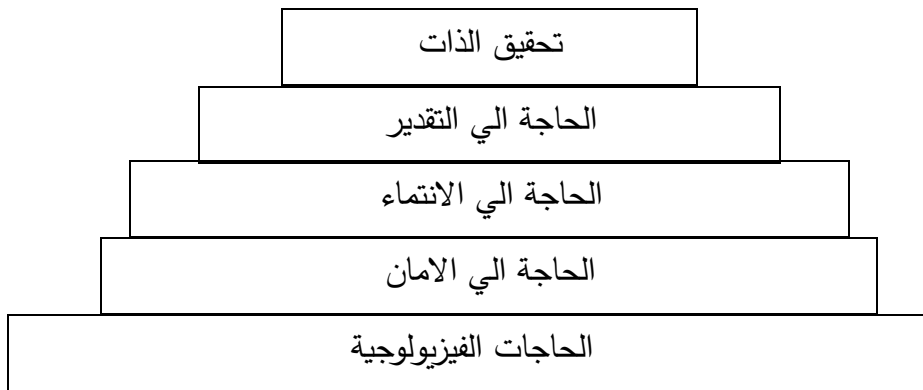 تحقيق الذات
الحاجة الي التقدير
الحاجة الي الانتماء
الحاجة الي الامان
الحاجات الفيزيولوجية